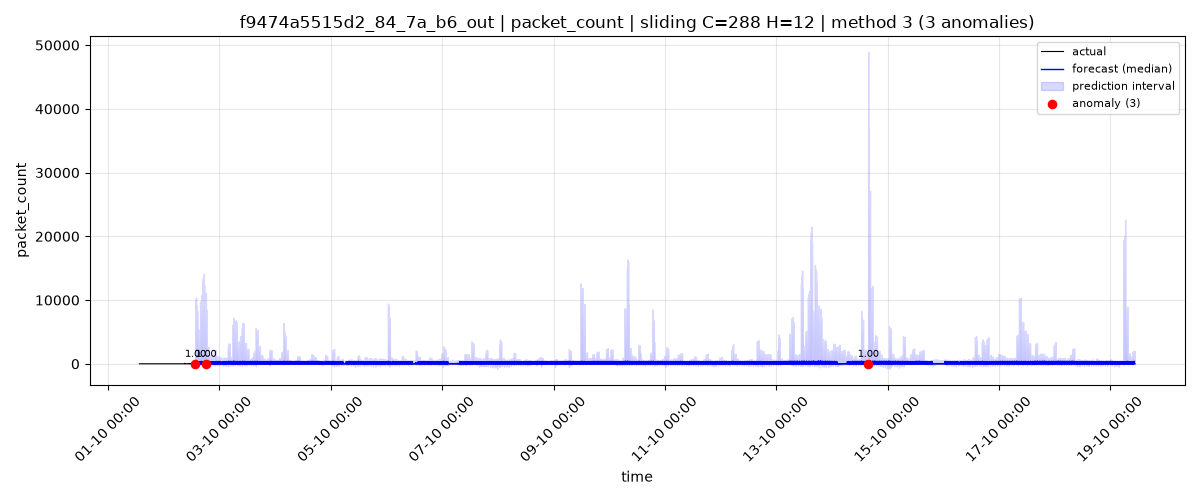 f9474a5515d2_84_7a_b6_out | packet_count | sliding C=288 H=12 | method 3 (3 anomalies)
actual
forecast (median)
prediction interval
anomaly (3)
packet_count
50000
40000
30000
20000
10000
0
1.00
1.00
01-10 00:00
03-10 00:00
05-10 00:00
07-10 00:00
09-10 00:00
11-10 00:00
13-10 00:00
15-10 00:00
17-10 00:00
19-10 00:00
time